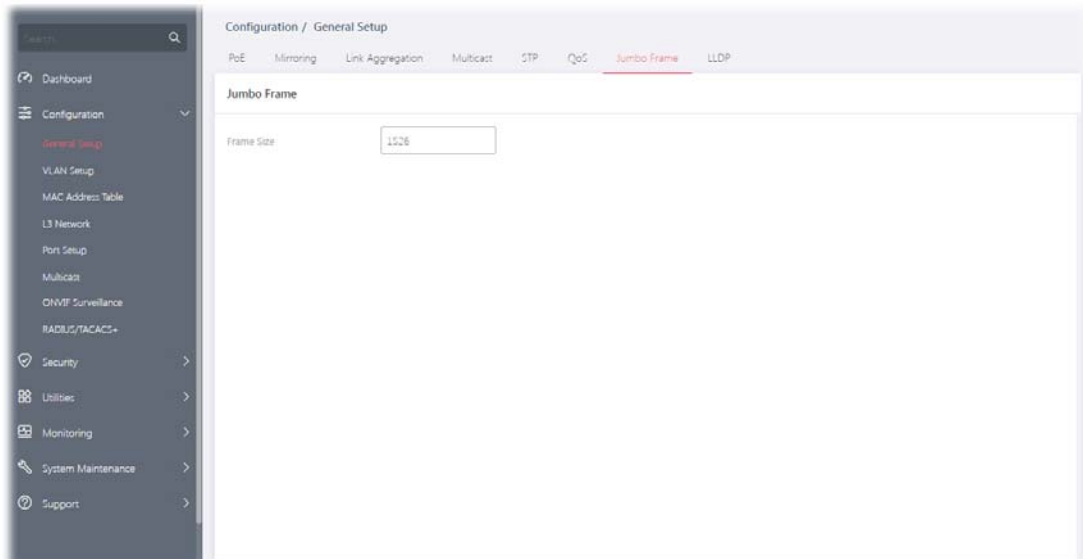 Search
Dashboard
Configuration
General Setup
VLAN Setup
MAC Address Table
L3 Network
Port Setup
Multicast
ONVIF Surveillance
RADIUS/TACACS+
Security
Utilities
Monitoring
System Maintenance
Support
Configuration / General Setup
PoE Mirroring Link Aggregation Multicast STP QoS Jumbo Frame LLDP
Jumbo Frame
Frame Size 1526